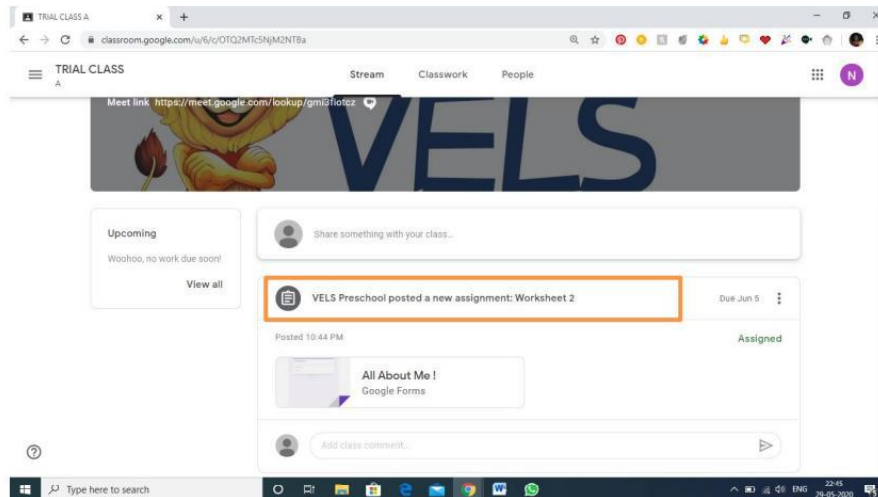 TRIAL CLASS A
classroom.google.com/u/6/c/OTQ2MTc5NjM2NTBa
TRIAL CLASS
A
Stream Classwork People
N
Meet link https://meet.google.com/lookup/gmi3fiotcz
VELS
Upcoming
Woohoo, no work due soon!
View all
Share something with your class...
VELS Preschool posted a new assignment: Worksheet 2
Due Jun 5
Posted 10:44 PM
Assigned
All About Me !
Google Forms
Add class comment...
Type here to search
ENG
22:45
29-05-2020